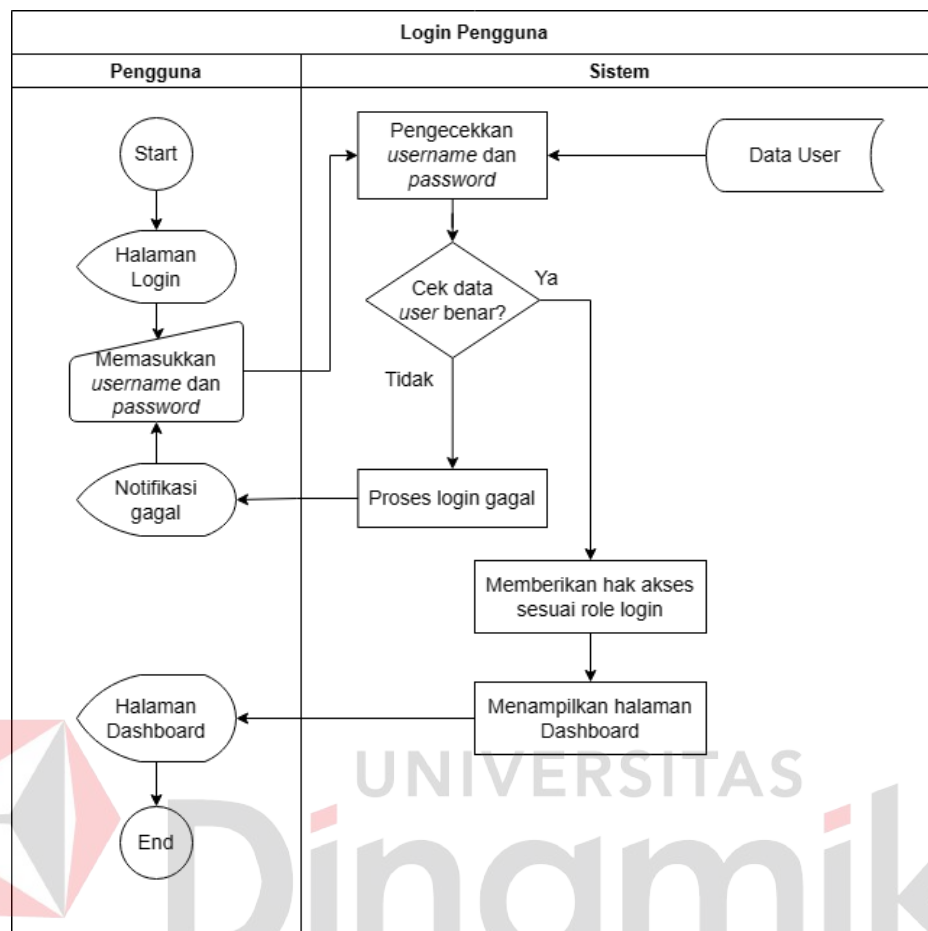 Login Pengguna
Pengguna
Sistem
Start
Halaman
Login
Memasukkan
username dan
password
Notifikasi
gagal
Halaman
Dashboard
End
Pengecekkan
username dan
password
Data User
Cek data
user benar?
Ya
Tidak
Proses login gagal
Memberikan hak akses
sesuai role login
Menampilkan halaman
Dashboard
UNIVERSITAS
Dinamik